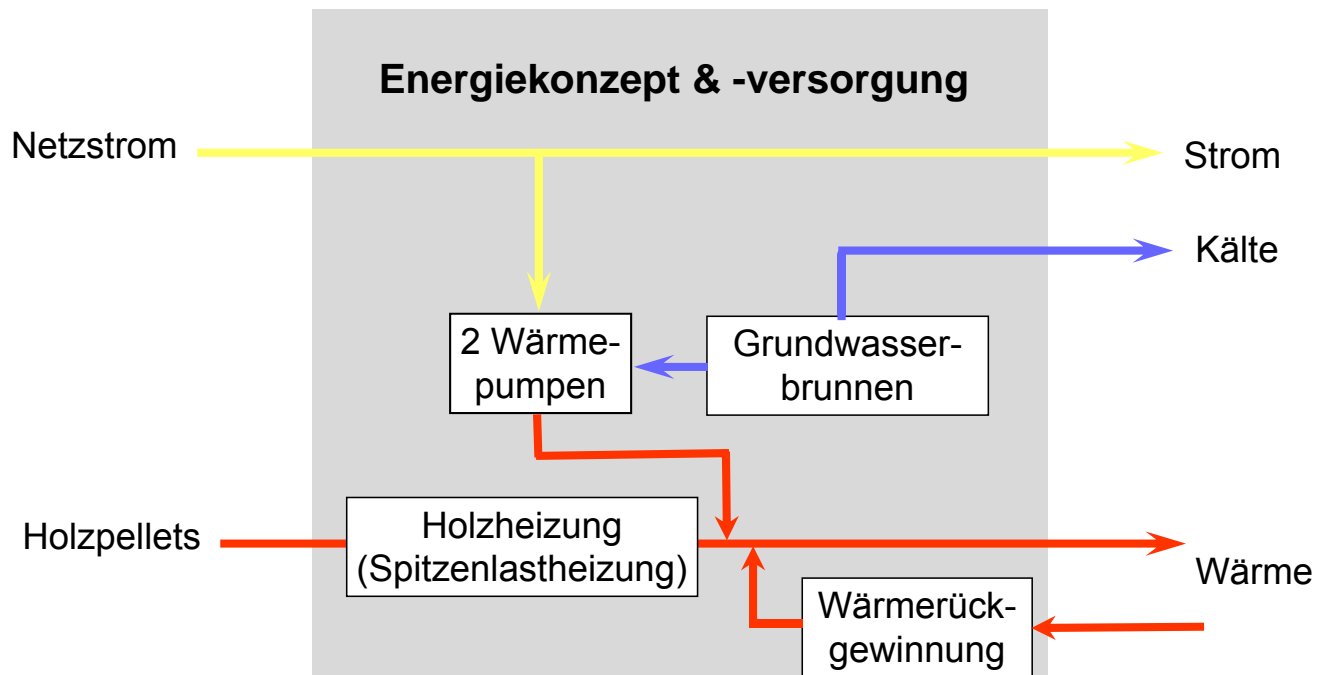 Energiekonzept & -versorgung
Netzstrom
Strom
Kälte
2 Wärme-
pumpen
Grundwasser-
brunnen
Holzpellets
Holzheizung
(Spitzenlastheizung)
Wärme
Wärmerück-
gewinnung